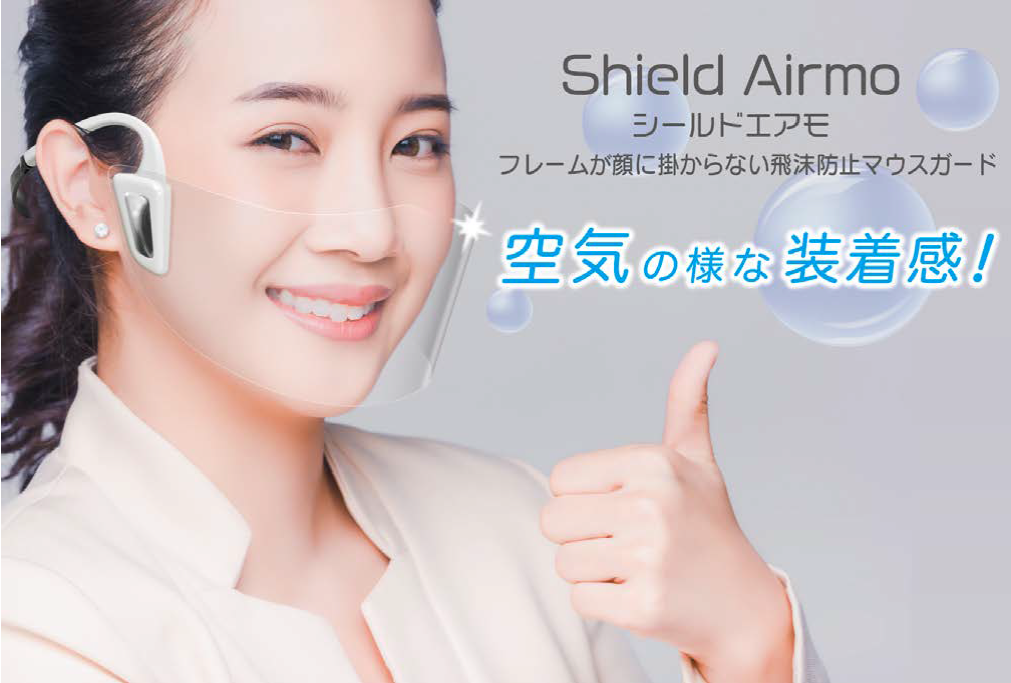 Shield Airmo
シールドエアモ
フレームが顔に掛からない飛沫防止マウスガード
空気の様な装着感!